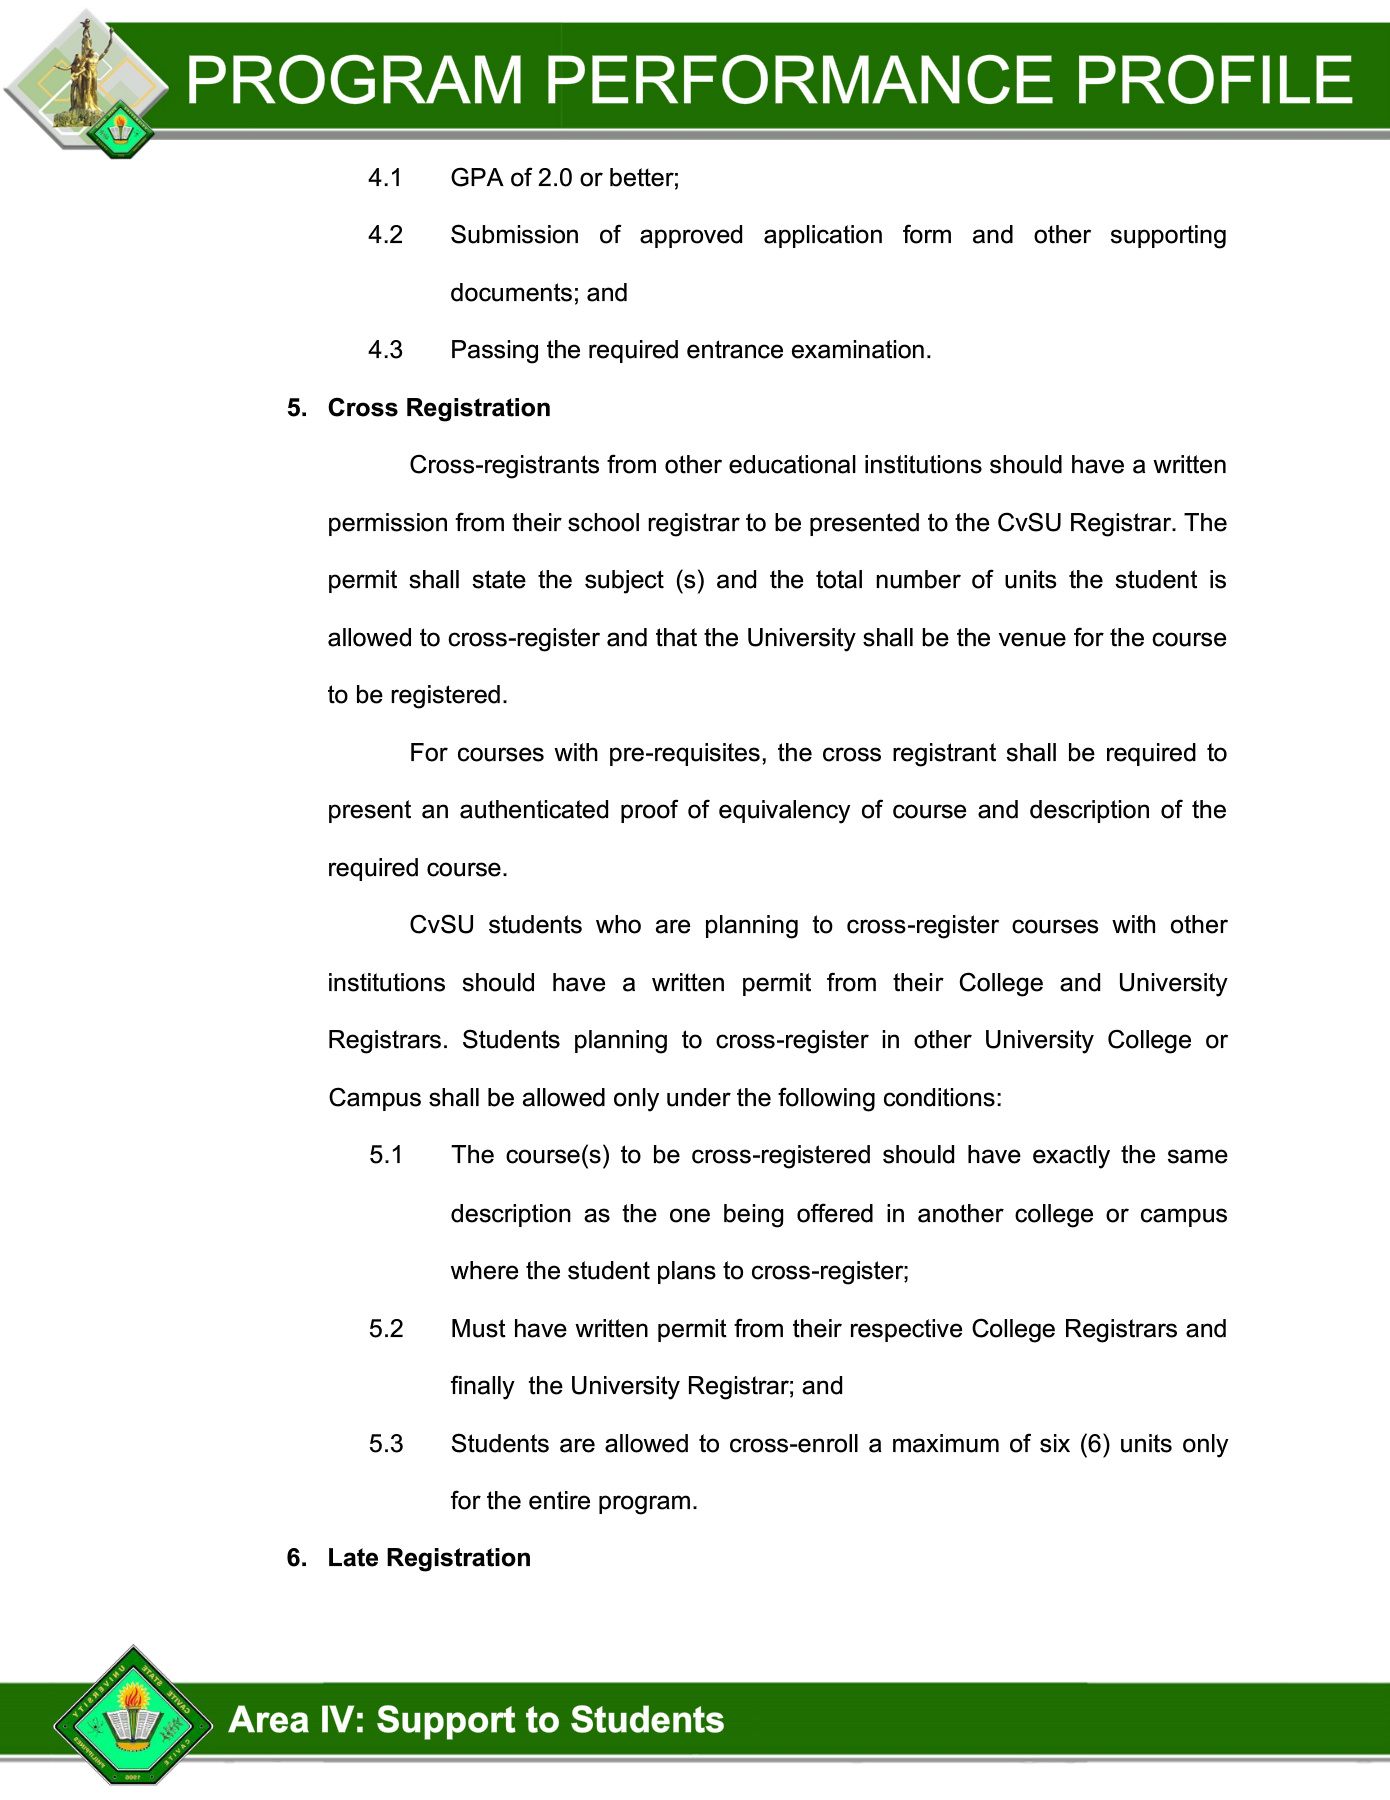 PROGRAM PERFORMANCE PROFILE
4.1 GPA of 2.0 or better;
4.2 Submission of approved application form and other supporting
documents; and
4.3 Passing the required entrance examination.
5. Cross Registration
Cross-registrants from other educational institutions should have a written
permission from their school registrar to be presented to the CvSU Registrar. The
permit shall state the subject (s) and the total number of units the student is
allowed to cross-register and that the University shall be the venue for the course
to be registered.
For courses with pre-requisites, the cross registrant shall be required to
present an authenticated proof of equivalency of course and description of the
required course.
CvSU students who are planning to cross-register courses with other
institutions should have a written permit from their College and University
Registrars. Students planning to cross-register in other University College or
Campus shall be allowed only under the following conditions:
5.1 The course(s) to be cross-registered should have exactly the same
description as the one being offered in another college or campus
where the student plans to cross-register;
5.2 Must have written permit from their respective College Registrars and
finally the University Registrar; and
5.3 Students are allowed to cross-enroll a maximum of six (6) units only
for the entire program.
6. Late Registration
CAVITE STATE UNIVERSITY
CAVITE PHILIPPINES
Area IV: Support to Students